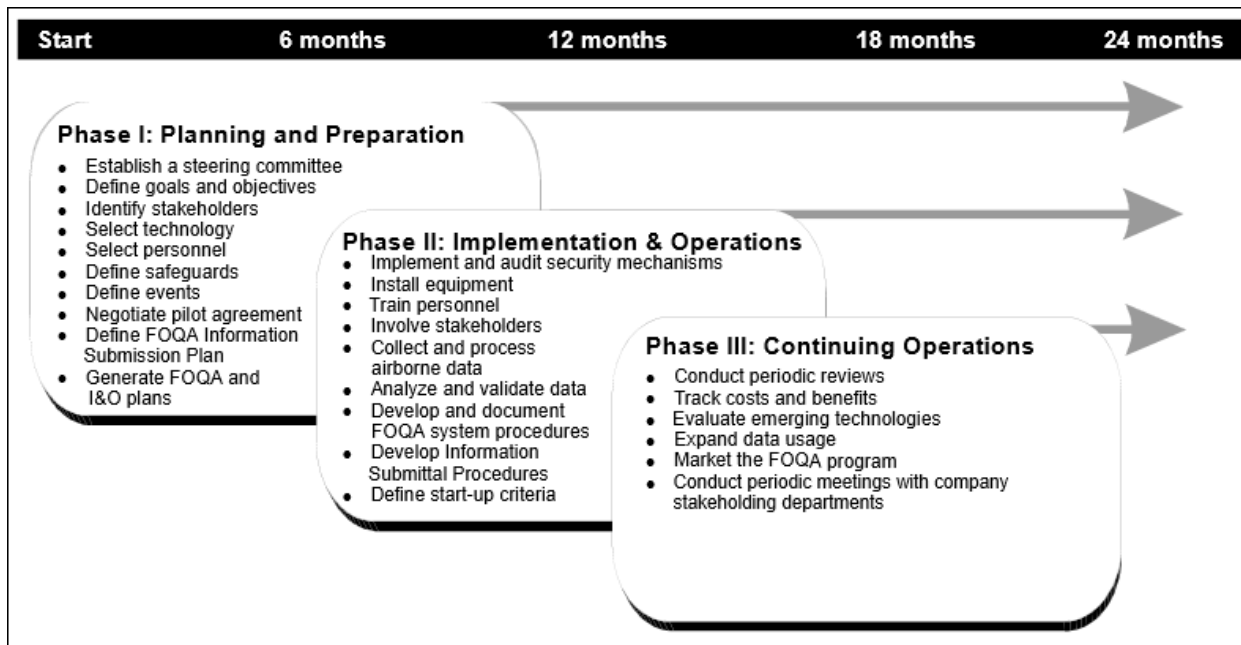 Start 6 months 12 months 18 months 24 months
Phase I: Planning and Preparation
● Establish a steering committee
● Define goals and objectives
● Identify stakeholders
● Select technology
● Select personnel
● Define safeguards
● Define events
● Negotiate pilot agreement
● Define FOQA Information
Submission Plan
● Generate FOQA and
I&O plans
Phase II: Implementation & Operations
● Implement and audit security mechanisms
● Install equipment
● Train personnel
● Involve stakeholders
● Collect and process
airborne data
● Analyze and validate data
● Develop and document
FOQA system procedures
● Develop Information
Submittal Procedures
● Define start-up criteria
Phase III: Continuing Operations
● Conduct periodic reviews
● Track costs and benefits
● Evaluate emerging technologies
● Expand data usage
● Market the FOQA program
● Conduct periodic meetings with company
stakeholding departments